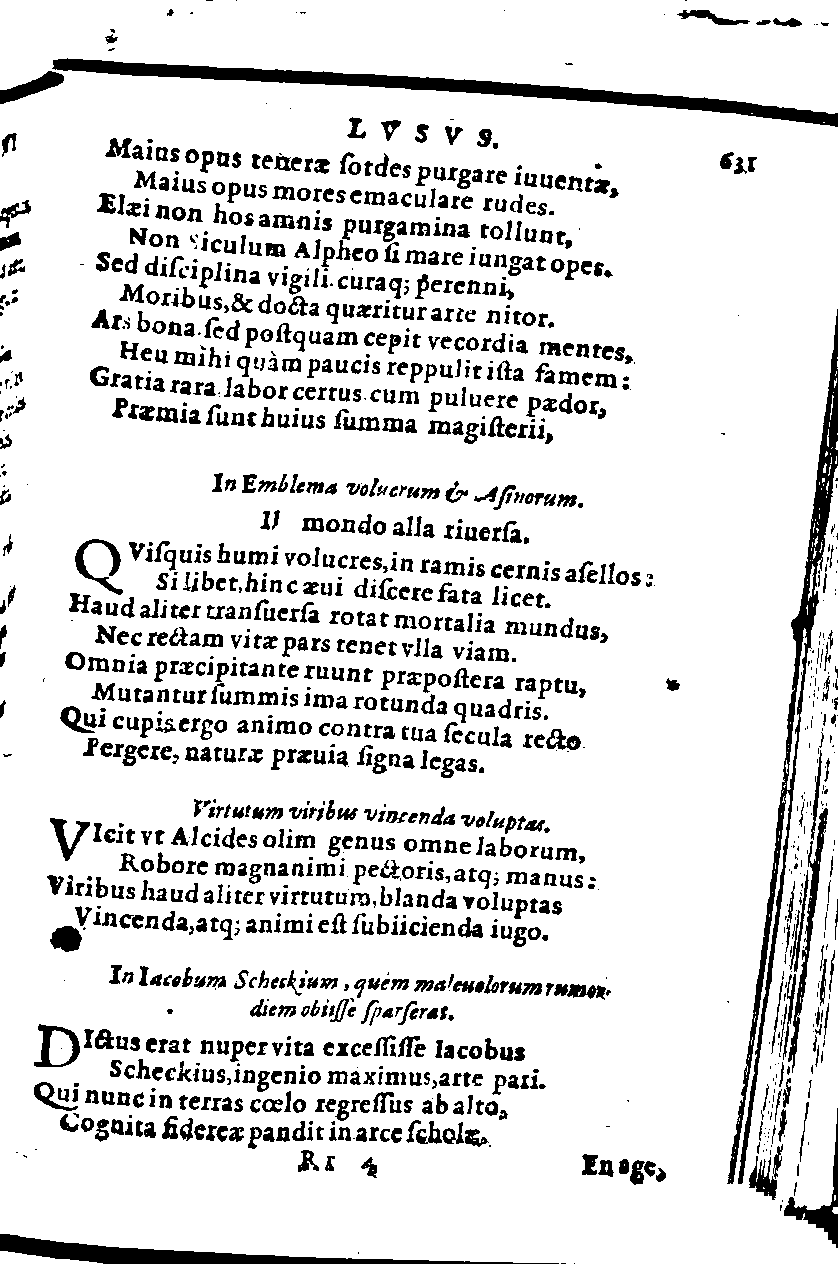 LVSVS.
631
Maius opus teneræ ſordes purgare iuuentæ,
Maius opus mores emaculare rudes.
Elæi non hos amnis purgamina tollunt,
Non Siculum Alpheo ſi mare iungat opes.
Sed diſciplina vigili. curaq; perenni,
Moribus, & docta quæritur arte nitor.
Ars bona. ſed poſtquam cepit vecordia mentes,
Heu mihi quàm paucis reppulit iſta famem:
Gratia rara. labor certus. cum puluere pædor,
Præmia ſunt huius ſumma magiſterii,
In Emblema volucrum & Aſinorum.
Il mondo alla riuerſa.
QViſquis humi volucres, in ramis cernis aſellos:
Si libet, hinc æui diſcere fata licet.
Haud aliter tranſuerſa rotat mortalia mundus,
Nec rectam vitæ pars tenet vlla viam.
Omnia præcipitante ruunt præpoſtera raptu,
Mutantur ſummis ima rotunda quadris.
Qui cupis ergo animo contra tua ſecula recto
Pergere, naturæ præuia ſigna legas.
Virtutum viribus vincenda voluptas.
VIcit vt Alcides olim genus omne laborum,
Robore magnanimi pectoris, atq; manus:
Viribus haud aliter virtutum, blanda voluptas
Vincenda, atq; animi eſt ſubiicienda iugo.
In Iacobum Scheckium, quem maleuolorum rumor
diem obiiſſe ſparſerat.
DIctus erat nuper vita exceſſiſſe Iacobus
Scheckius, ingenio maximus, arte pari.
Qui nunc in terras cœlo regreſſus ab alto,
Cognita ſidereæ pandit in arce ſcholæ,
Rr 4
En age,